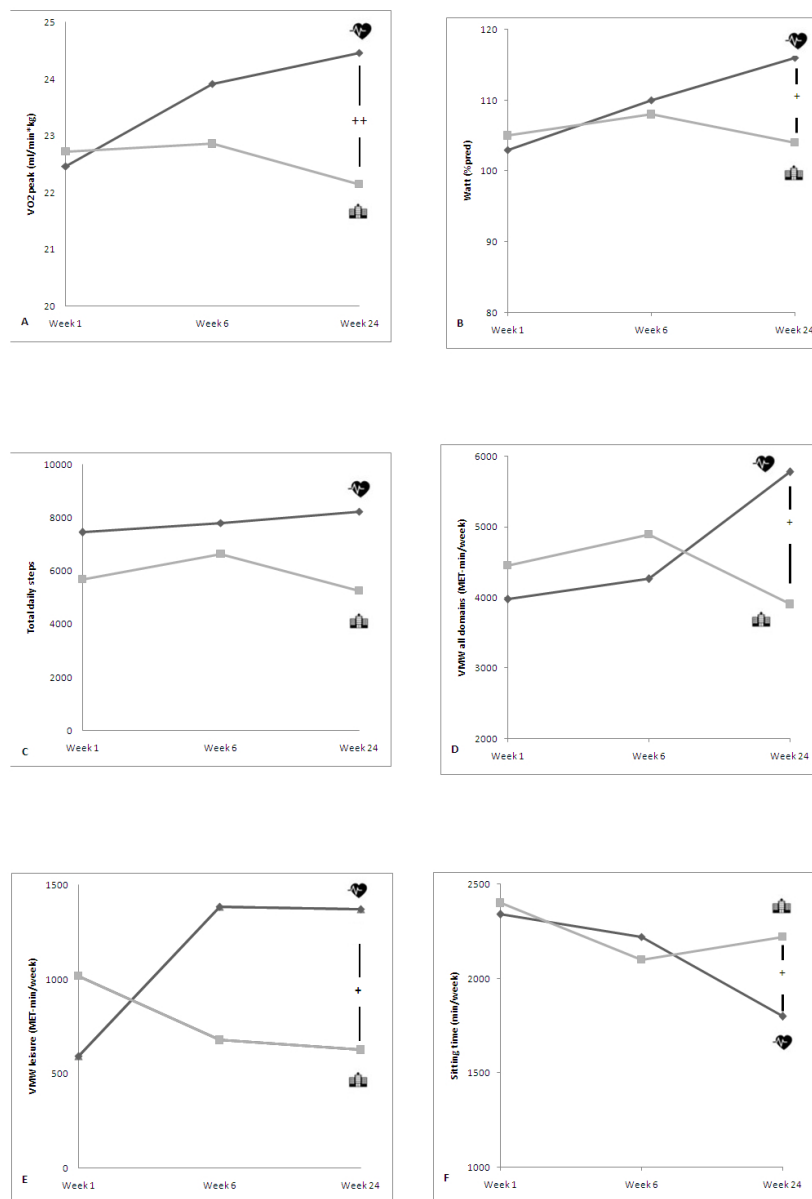 25
24
23
22
21
20
VO2 peak (ml/min*kg)
++
A
Week 1
Week 6
Week 24
120
110
100
90
80
Watt (%pred)
+
B
Week 1
Week 6
Week 24
10000
8000
6000
4000
2000
0
Total daily steps
C
Week 1
Week 6
Week 24
6000
5000
4000
3000
2000
VMW all domains (MET-min/week)
+
D
Week 1
Week 6
Week 24
1500
1000
500
0
VMW leisure (MET-min/week)
+
E
Week 1
Week 6
Week 24
2500
2000
1500
1000
Sitting time (min/week)
+
F
Week 1
Week 6
Week 24